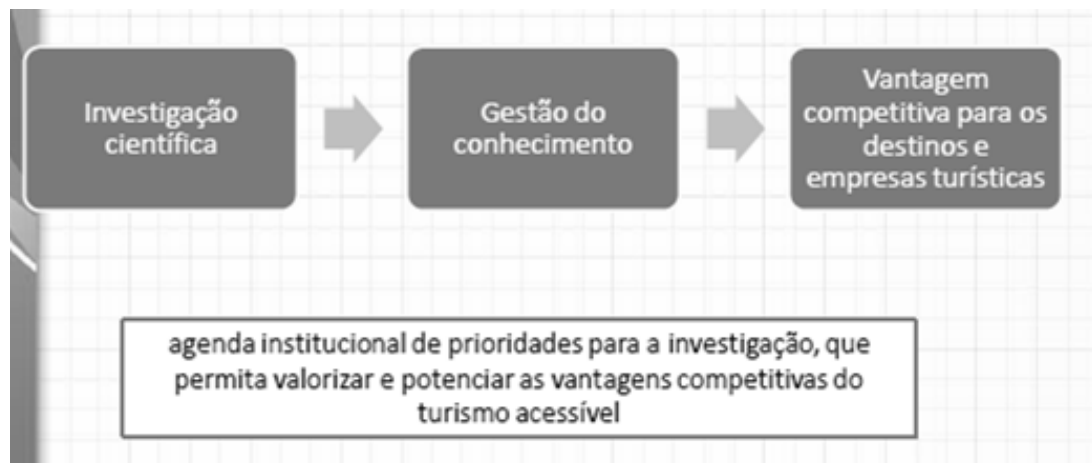 Investigação
científica
Gestão do
conhecimento
Vantagem
competitiva para os
destinos e
empresas turísticas
agenda institucional de prioridades para a investigação, que
permita valorizar e potenciar as vantagens competitivas do
turismo acessível